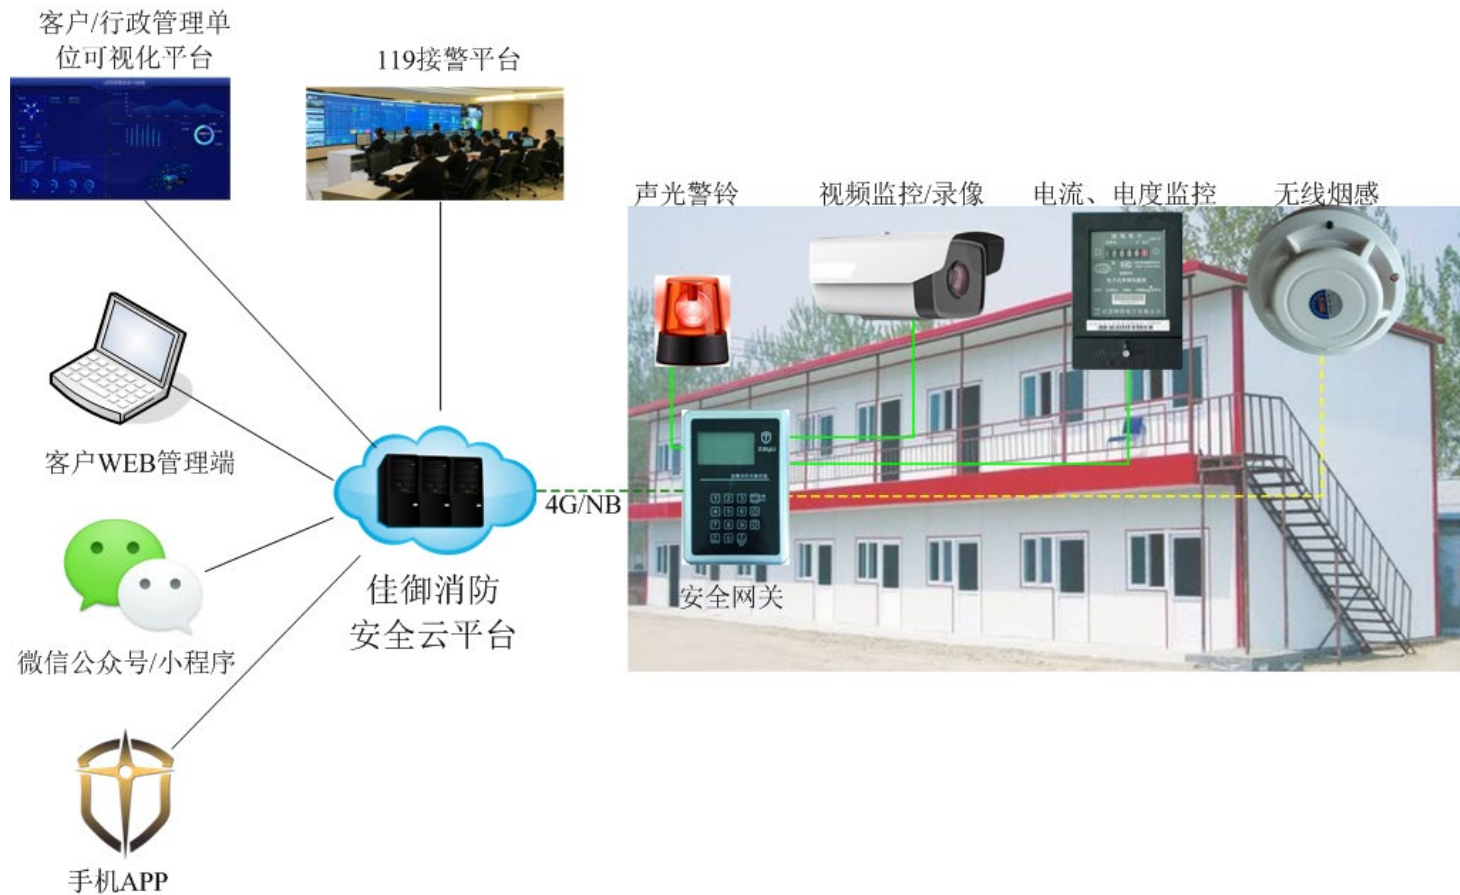 客户/行政管理单
位可视化平台
119接警平台
声光警铃
视频监控/录像
电流、电度监控
无线烟感
客户WEB管理端
4G/NB
佳御消防
安全云平台
安全网关
微信公众号/小程序
手机APP